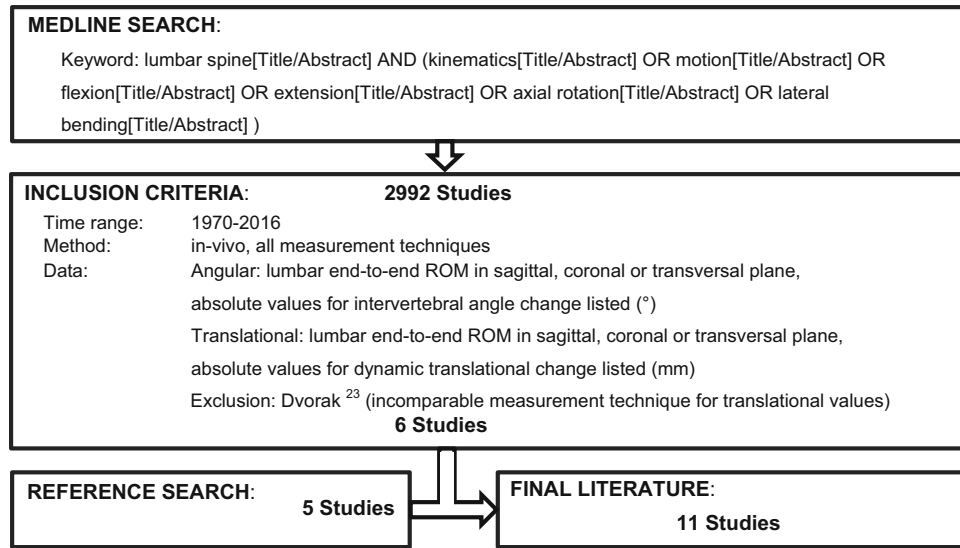 MEDLINE SEARCH:
Keyword: lumbar spine[Title/Abstract] AND (kinematics[Title/Abstract] OR motion[Title/Abstract] OR
flexion[Title/Abstract] OR extension[Title/Abstract] OR axial rotation[Title/Abstract] OR lateral
bending[Title/Abstract] )
INCLUSION CRITERIA: 2992 Studies
Time range: 1970-2016
Method: in-vivo, all measurement techniques
Data: Angular: lumbar end-to-end ROM in sagittal, coronal or transversal plane,
absolute values for intervertebral angle change listed (°)
Translational: lumbar end-to-end ROM in sagittal, coronal or transversal plane,
absolute values for dynamic translational change listed (mm)
Exclusion: Dvorak 23 (incomparable measurement technique for translational values)
6 Studies
REFERENCE SEARCH:
5 Studies
FINAL LITERATURE:
11 Studies